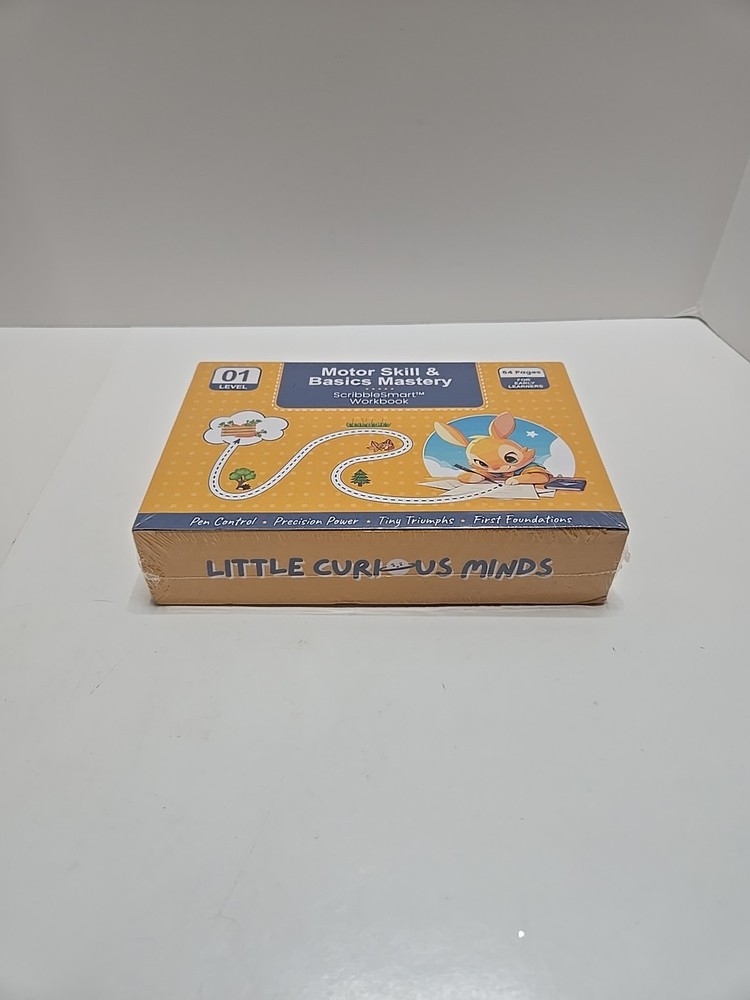 01
LEVEL
Motor Skill &
Basics Mastery
ScribbleSmart™
Workbook
64 Pages
FOR
EARLY
LEARNERS
Pen Control • Precision Power • Tiny Triumphs • First Foundations
LITTLE CURIOUS MINDS